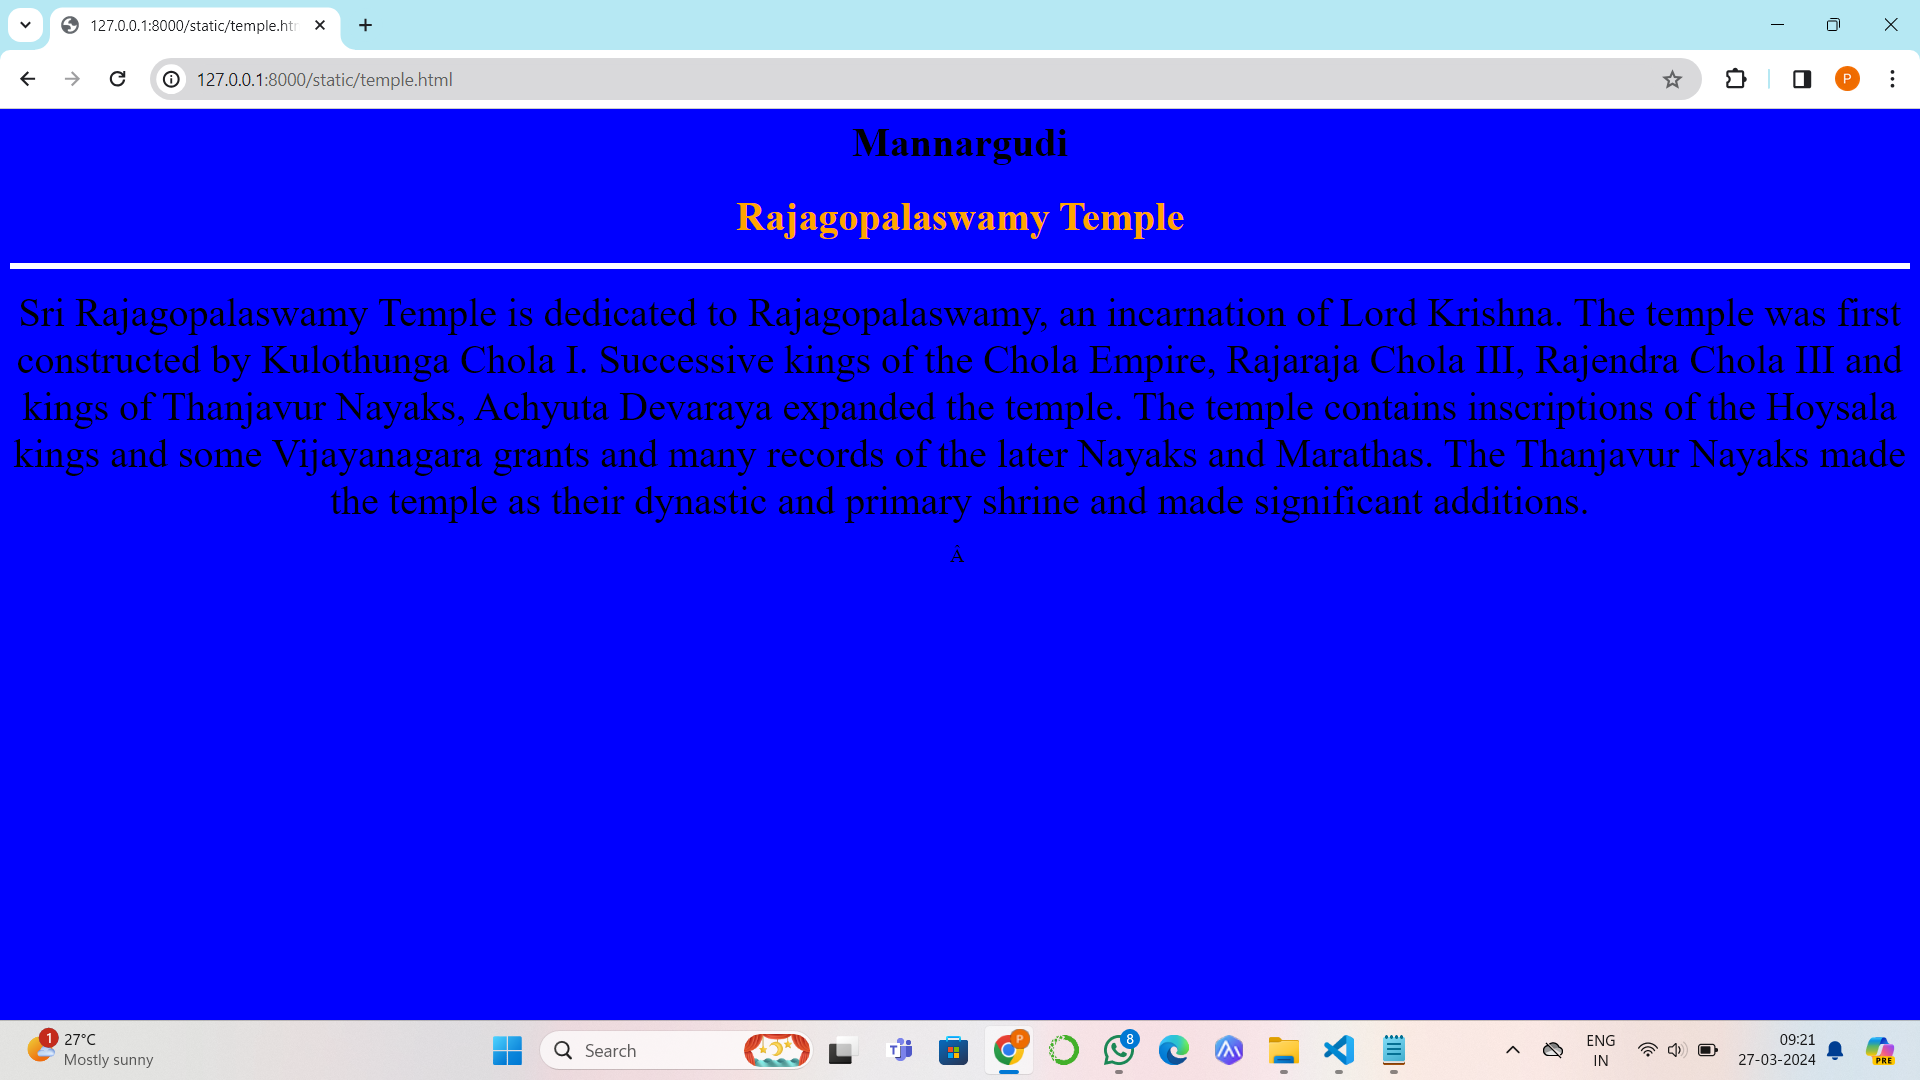 127.0.0.1:8000/static/temple.htm
127.0.0.1:8000/static/temple.html
P
Mannargudi
Rajagopalaswamy Temple
Sri Rajagopalaswamy Temple is dedicated to Rajagopalaswamy, an incarnation of Lord Krishna. The temple was first
constructed by Kulothunga Chola I. Successive kings of the Chola Empire, Rajaraja Chola III, Rajendra Chola III and
kings of Thanjavur Nayaks, Achyuta Devaraya expanded the temple. The temple contains inscriptions of the Hoysala
kings and some Vijayanagara grants and many records of the later Nayaks and Marathas. The Thanjavur Nayaks made
the temple as their dynastic and primary shrine and made significant additions.
Â
1
27°C
Mostly sunny
Search
P
8
ENG
IN
09:21
27-03-2024
PRE